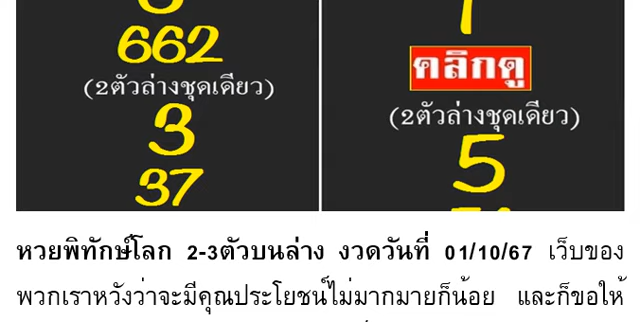 662
(2ตัวล่างชุดเดียว)
3
37
คลิกดู
(2ตัวล่างชุดเดียว)
5
หวยพิทักษ์โลก 2-3ตัวบนล่าง งวดวันที่ 01/10/67 เว็บของ
พวกเราหวังว่าจะมีคุณประโยชน์ไม่มากมายก็น้อย และก็ขอให้